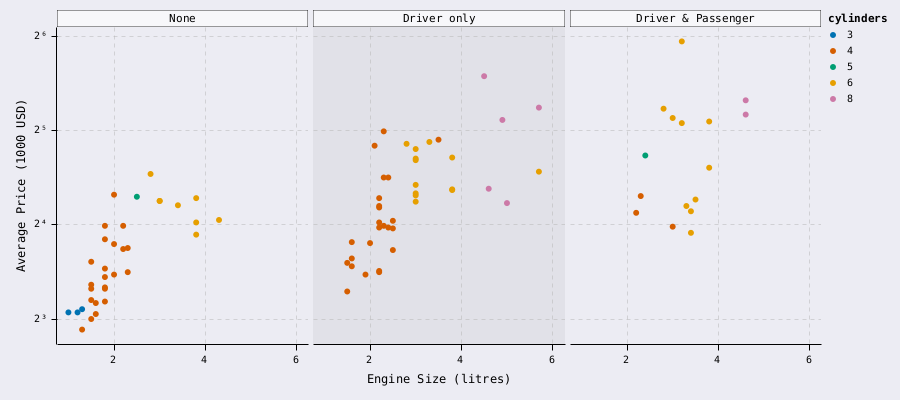 None Driver only Driver & Passenger cylinders
3
4
5
6
8
2⁶
2⁵
2⁴
2³
Average Price (1000 USD)
2 4 6 2 4 6 2 4 6
Engine Size (litres)